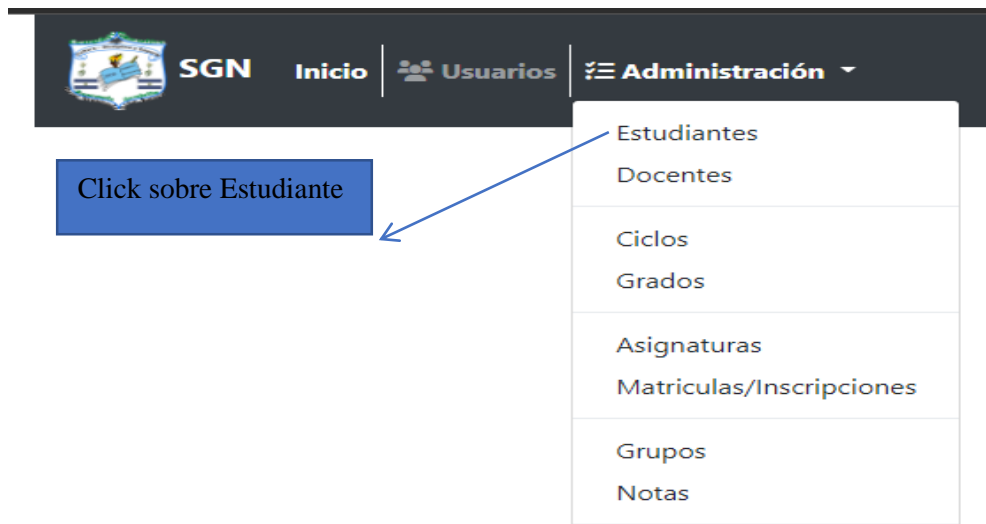 SGN Inicio Usuarios Administración
Estudiantes
Click sobre Estudiante
Docentes
Ciclos
Grados
Asignaturas
Matriculas/Inscripciones
Grupos
Notas